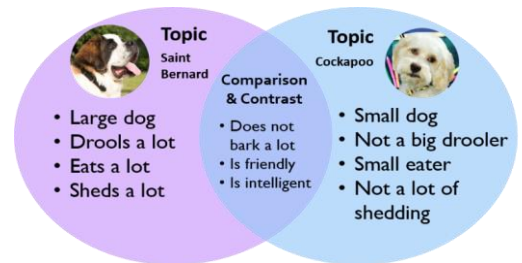 Topic
Saint
Bernard
• Large dog
• Drools a lot
• Eats a lot
• Sheds a lot
Comparison
& Contrast
• Does not
bark a lot
• Is friendly
• Is intelligent
Topic
Cockapoo
• Small dog
• Not a big drooler
• Small eater
• Not a lot of
shedding